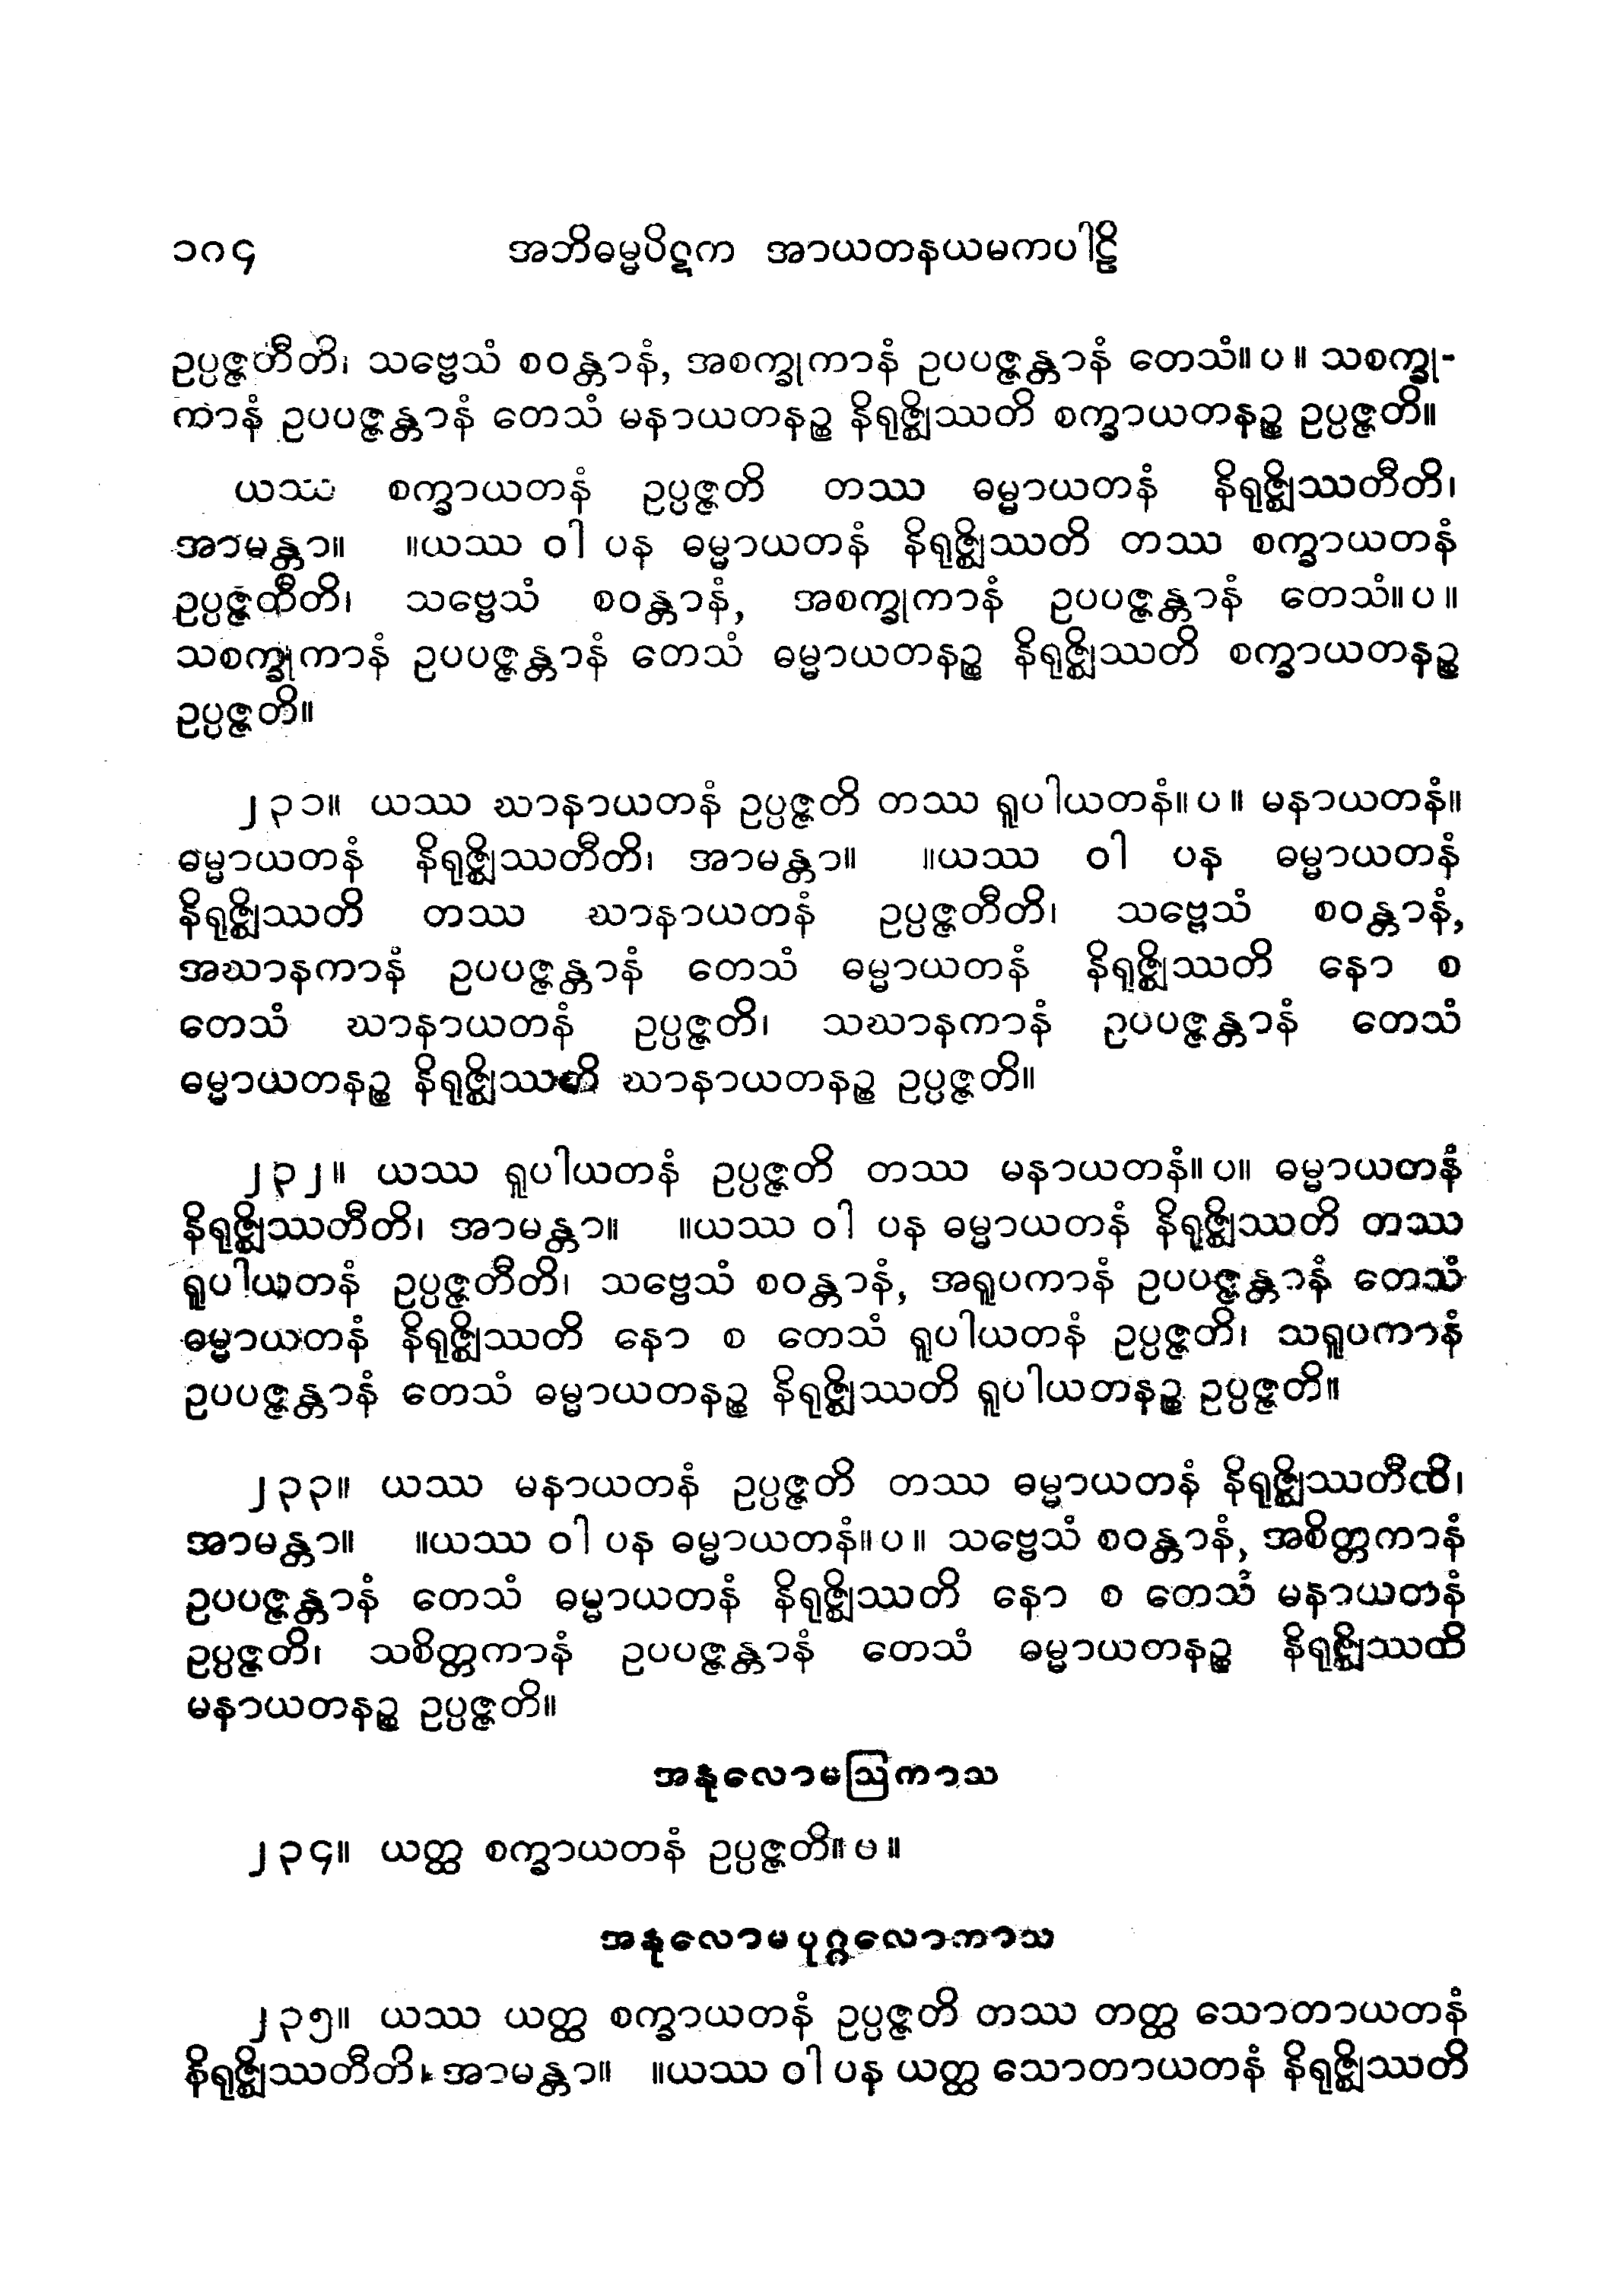 ၁၀၄ အဘိဓမ္မပိဋက အာယတနယမကပါဠိ
ဥပ္ပဇ္ဇတီတိ၊ သဗ္ဗေသံ စဝန္တာနံ, အစက္ခုကာနံ ဥပပဇ္ဇန္တာနံ တေသံ။ပ။ သစက္ခု-
ကာနံ ဥပပဇ္ဇန္တာနံ တေသံ မနာယတနဉ္စ နိရုဇ္ဈိဿတိ စက္ခာယတနဉ္စ ဥပ္ပဇ္ဇတိ။
ယဿ စက္ခာယတနံ ဥပ္ပဇ္ဇတိ တဿ ဓမ္မာယတနံ နိရုဇ္ဈိဿတီတိ၊
အာမန္တာ။ ။ယဿ ဝါ ပန ဓမ္မာယတနံ နိရုဇ္ဈိဿတိ တဿ စက္ခာယတနံ
ဥပ္ပဇ္ဇတီတိ၊ သဗ္ဗေသံ စဝန္တာနံ, အစက္ခုကာနံ ဥပပဇ္ဇန္တာနံ တေသံ။ပ။
သစက္ခုကာနံ ဥပပဇ္ဇန္တာနံ တေသံ ဓမ္မာယတနဉ္စ နိရုဇ္ဈိဿတိ စက္ခာယတနဉ္စ
ဥပ္ပဇ္ဇတိ။
၂၃၁။ ယဿ ဃာနာယတနံ ဥပ္ပဇ္ဇတိ တဿ ရူပါယတနံ။ပ။ မနာယတနံ။
ဓမ္မာယတနံ နိရုဇ္ဈိဿတီတိ၊ အာမန္တာ။ ။ယဿ ဝါ ပန ဓမ္မာယတနံ
နိရုဇ္ဈိဿတိ တဿ ဃာနာယတနံ ဥပ္ပဇ္ဇတီတိ၊ သဗ္ဗေသံ စဝန္တာနံ,
အဃာနကာနံ ဥပပဇ္ဇန္တာနံ တေသံ ဓမ္မာယတနံ နိရုဇ္ဈိဿတိ နော စ
တေသံ ဃာနာယတနံ ဥပ္ပဇ္ဇတိ၊ သဃာနကာနံ ဥပပဇ္ဇန္တာနံ တေသံ
ဓမ္မာယတနဉ္စ နိရုဇ္ဈိဿတိ ဃာနာယတနဉ္စ ဥပ္ပဇ္ဇတိ။
၂၃၂။ ယဿ ရူပါယတနံ ဥပ္ပဇ္ဇတိ တဿ မနာယတနံ။ပ။ ဓမ္မာယတနံ
နိရုဇ္ဈိဿတီတိ၊ အာမန္တာ။ ။ယဿ ဝါ ပန ဓမ္မာယတနံ နိရုဇ္ဈိဿတိ တဿ
ရူပါယတနံ ဥပ္ပဇ္ဇတီတိ၊ သဗ္ဗေသံ စဝန္တာနံ, အရူပကာနံ ဥပပဇ္ဇန္တာနံ တေသံ
ဓမ္မာယတနံ နိရုဇ္ဈိဿတိ နော စ တေသံ ရူပါယတနံ ဥပ္ပဇ္ဇတိ၊ သရူပကာနံ
ဥပပဇ္ဇန္တာနံ တေသံ ဓမ္မာယတနဉ္စ နိရုဇ္ဈိဿတိ ရူပါယတနဉ္စ ဥပ္ပဇ္ဇတိ။
၂၃၃။ ယဿ မနာယတနံ ဥပ္ပဇ္ဇတိ တဿ ဓမ္မာယတနံ နိရုဇ္ဈိဿတီတိ၊
အာမန္တာ။ ။ယဿ ဝါ ပန ဓမ္မာယတနံ။ပ။ သဗ္ဗေသံ စဝန္တာနံ, အစိတ္တကာနံ
ဥပပဇ္ဇန္တာနံ တေသံ ဓမ္မာယတနံ နိရုဇ္ဈိဿတိ နော စ တေသံ မနာယတနံ
ဥပ္ပဇ္ဇတိ၊ သစိတ္တကာနံ ဥပပဇ္ဇန္တာနံ တေသံ ဓမ္မာယတနဉ္စ နိရုဇ္ဈိဿတိ
မနာယတနဉ္စ ဥပ္ပဇ္ဇတိ။
အနုလောမဩကာသ
၂၃၄။ ယတ္ထ စက္ခာယတနံ ဥပ္ပဇ္ဇတိ။ပ။
အနုလောမပုဂ္ဂလောကာသ
၂၃၅။ ယဿ ယတ္ထ စက္ခာယတနံ ဥပ္ပဇ္ဇတိ တဿ တတ္ထ သောတာယတနံ
နိရုဇ္ဈိဿတီတိ၊ အာမန္တာ။ ။ယဿ ဝါ ပန ယတ္ထ သောတာယတနံ နိရုဇ္ဈိဿတိ